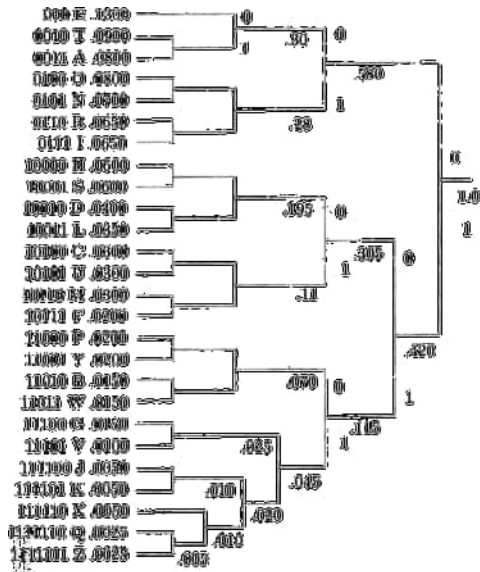 000 E .1300
0010 T .0900
0011 A .0800
0100 O .0800
0101 N .0700
0110 R .0650
0111 I .0650
10000 H .0600
10001 S .0600
10010 D .0400
10011 L .0350
10100 C .0300
10101 U .0300
10110 M .0300
10111 F .0200
11000 P .0200
11001 Y .0200
11010 B .0150
11011 W .0150
11100 G .0150
11101 V .0100
111100 J .0050
111101 K .0050
111110 X .0050
1111110 Q .0025
1111101 Z .0025
0
1
.30
0
.580
1
.28
0
1.0
1
.195
0
.305
0
1
.11
.420
.070
0
1
.115
1
.025
.045
.010
.020
.010
.005